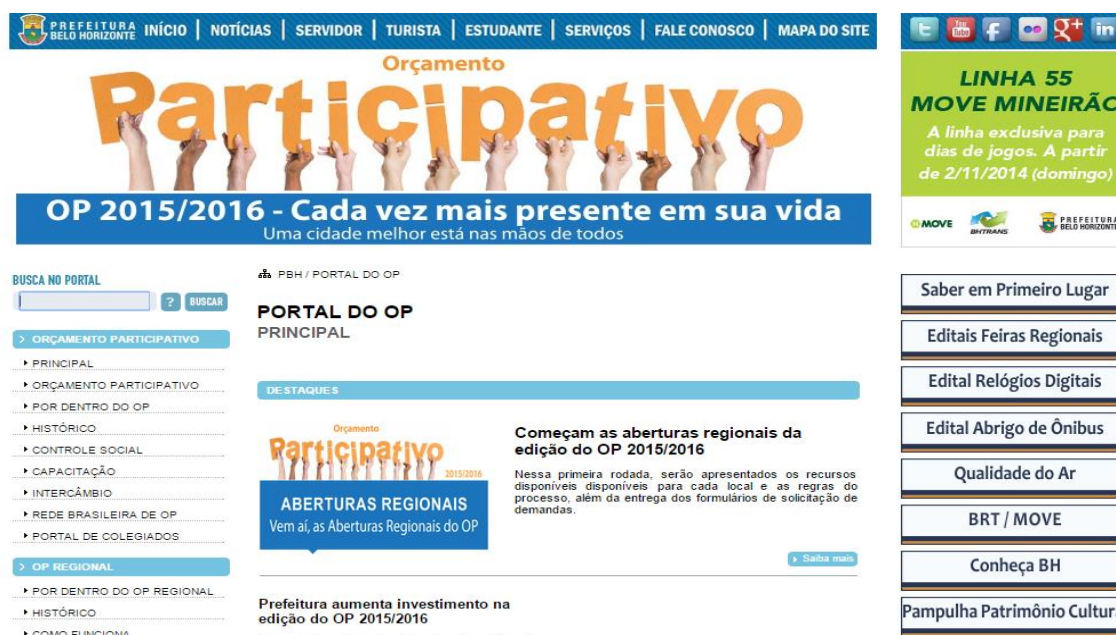 PREFEITURA
BELO HORIZONTE
INÍCIO | NOTÍCIAS | SERVIDOR | TURISTA | ESTUDANTE | SERVIÇOS | FALE CONOSCO | MAPA DO SITE
Orçamento
Participativo
OP 2015/2016 - Cada vez mais presente em sua vida
Uma cidade melhor está nas mãos de todos
You Tube
f
g+
in
LINHA 55
MOVE MINEIRÃO
A linha exclusiva para
dias de jogos. A partir
de 2/11/2014 (domingo)
MOVE
BHTRANS
PREFEITURA
BELO HORIZONTE
BUSCA NO PORTAL
? BUSCAR
> ORÇAMENTO PARTICIPATIVO
PRINCIPAL
ORÇAMENTO PARTICIPATIVO
POR DENTRO DO OP
HISTÓRICO
CONTROLE SOCIAL
CAPACITAÇÃO
INTERCÂMBIO
REDE BRASILEIRA DE OP
PORTAL DE COLEGIADOS
> OP REGIONAL
POR DENTRO DO OP REGIONAL
HISTÓRICO
COMO FUNCIONA
PBH / PORTAL DO OP
PORTAL DO OP
PRINCIPAL
DESTAQUES
Orçamento
Participativo
2015/2016
ABERTURAS REGIONAIS
Vem aí, as Aberturas Regionais do OP
Começam as aberturas regionais da
edição do OP 2015/2016
Nessa primeira rodada, serão apresentados os recursos
disponíveis disponíveis para cada local e as regras do
processo, além da entrega dos formulários de solicitação de
demandas.
Saiba mais
Prefeitura aumenta investimento na
edição do OP 2015/2016
Saber em Primeiro Lugar
Editais Feiras Regionais
Edital Relógios Digitais
Edital Abrigo de Ônibus
Qualidade do Ar
BRT / MOVE
Conheça BH
Pampulha Patrimônio Cultur